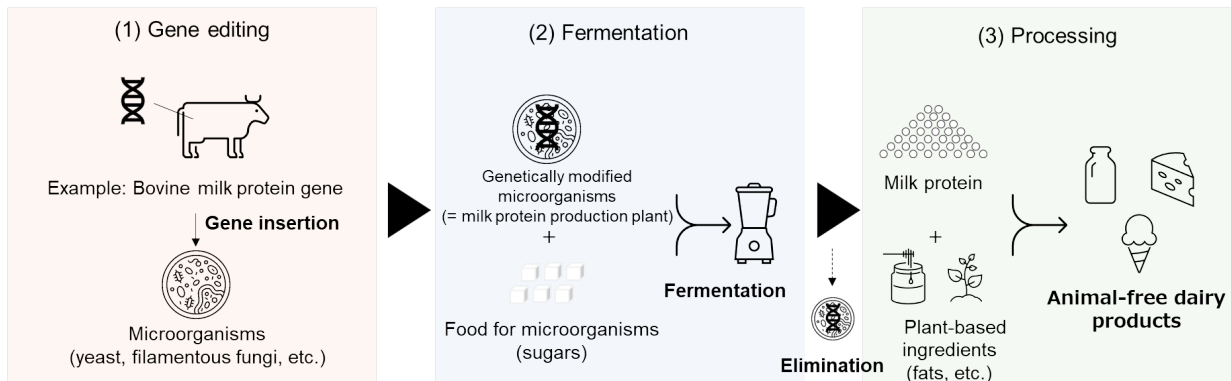 (1) Gene editing
Example: Bovine milk protein gene
Gene insertion
Microorganisms
(yeast, filamentous fungi, etc.)
(2) Fermentation
Genetically modified
microorganisms
(= milk protein production plant)
+
Food for microorganisms
(sugars)
Fermentation
Elimination
(3) Processing
Milk protein
+
Plant-based
ingredients
(fats, etc.)
Animal-free dairy
products